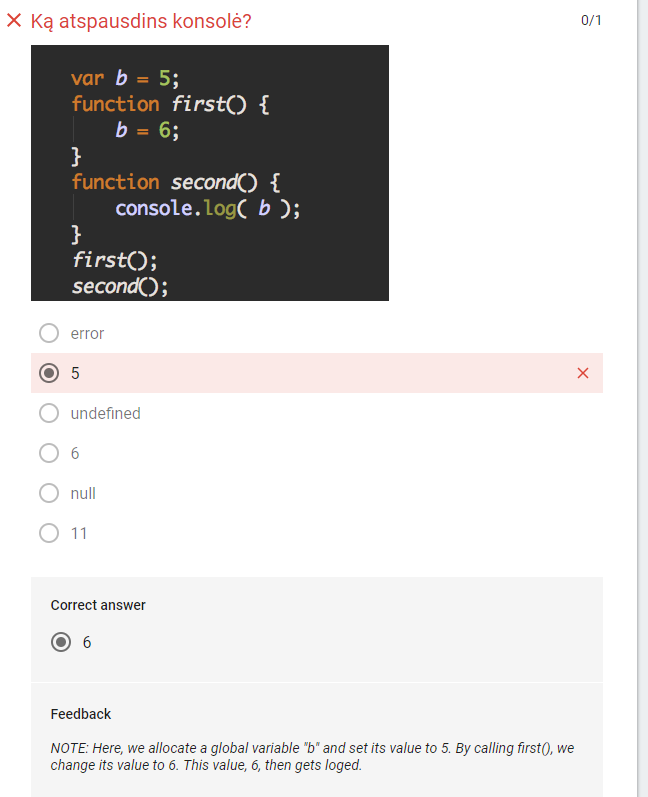 Ką atspausdins konsolė?
0/1
var b = 5;
function first() {
b = 6;
}
function second() {
console.log( b );
}
first();
second();
error
5
undefined
6
null
11
Correct answer
6
Feedback
NOTE: Here, we allocate a global variable "b" and set its value to 5. By calling first(), we
change its value to 6. This value, 6, then gets loged.